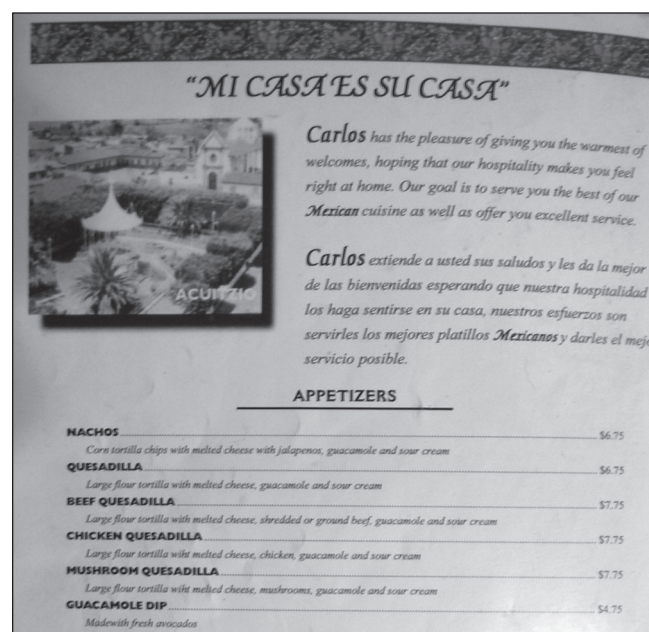 “MI CASA ES SU CASA”
Carlos has the pleasure of giving you the warmest of
welcomes, hoping that our hospitality makes you feel
right at home. Our goal is to serve you the best of our
Mexican cuisine as well as offer you excellent service.
ACUITZIO
Carlos extiende a usted sus saludos y les da la mejor
de las bienvenidas esperando que nuestra hospitalidad
los haga sentirse en su casa, nuestros esfuerzos son
servirles los mejores platillos Mexicanos y darles el
servicio posible.
APPETIZERS
NACHOS $6.75
Corn tortilla chips with melted cheese with jalapenos, guacamole and sour cream
QUESADILLA $6.75
Large flour tortilla with melted cheese, guacamole and sour cream
BEEF QUESADILLA $7.75
Large flour tortilla with melted cheese, shredded or ground beef, guacamole and sour cream
CHICKEN QUESADILLA $7.75
Large flour tortilla wiht melted cheese, chicken, guacamole and sour cream
MUSHROOM QUESADILLA $7.75
Large flour tortilla wiht melted cheese, mushrooms, guacamole and sour cream
GUACAMOLE DIP $4.75
Madewith fresh avocados